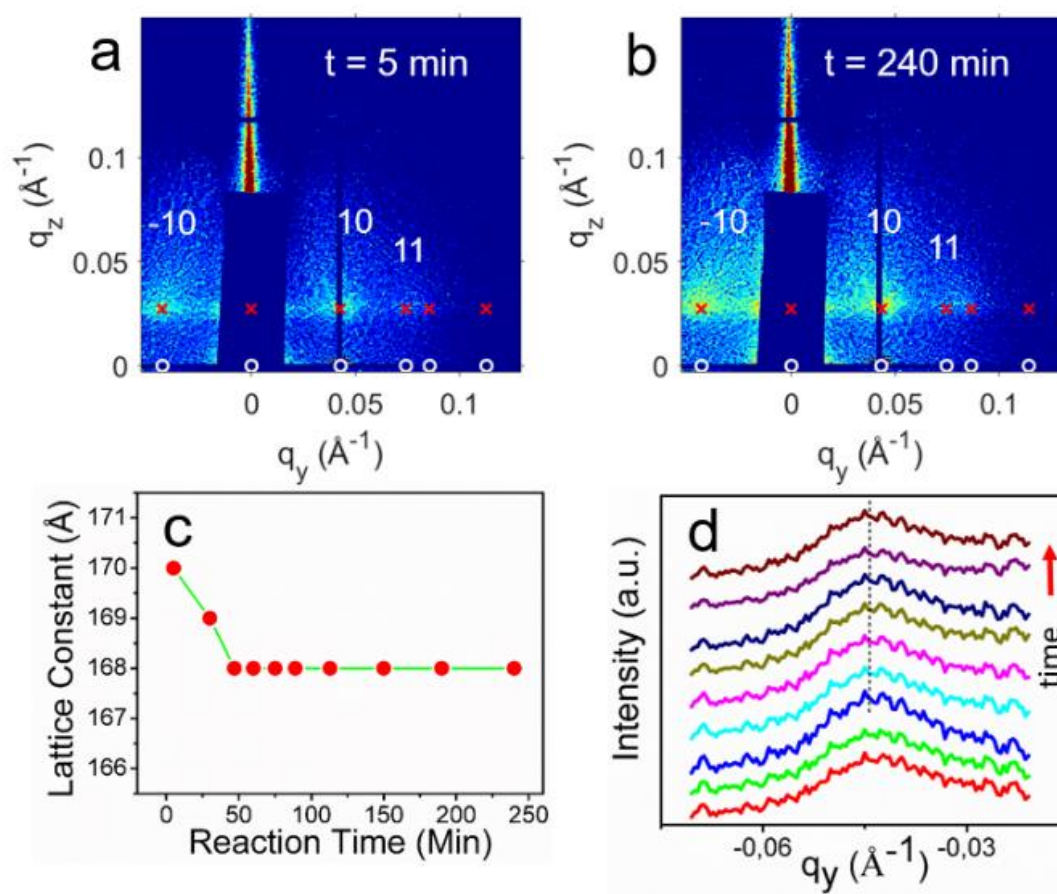 a
t = 5 min
0.1
0.05
0
q_z (Å⁻¹)
-10
10
11
0
0.05
0.1
q_y (Å⁻¹)
b
t = 240 min
0.1
0.05
0
q_z (Å⁻¹)
-10
10
11
0
0.05
0.1
q_y (Å⁻¹)
c
171
170
169
168
167
166
Lattice Constant (Å)
0
50
100
150
200
250
Reaction Time (Min)
d
Intensity (a.u.)
time
-0,06
-0,03
q_y (Å⁻¹)